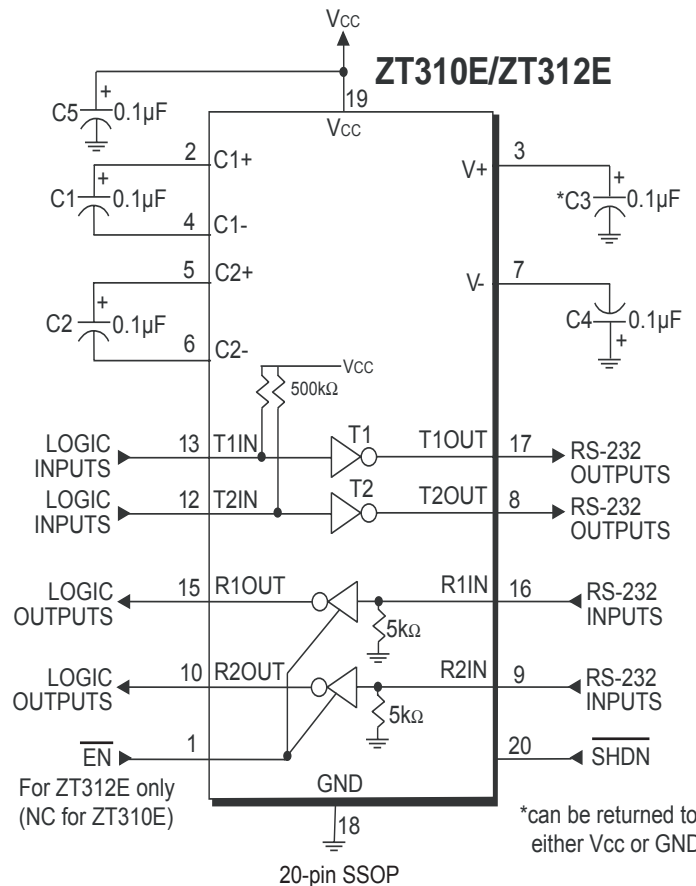 Vcc
ZT310E/ZT312E
C5 + 0.1µF
19
Vcc
2 C1+
C1 + 0.1µF
4 C1-
V+ 3
*C3 + 0.1µF
5 C2+
C2 + 0.1µF
6 C2-
V- 7
C4 0.1µF +
Vcc
500kΩ
LOGIC INPUTS 13 T1IN T1 T1OUT 17 RS-232 OUTPUTS
LOGIC INPUTS 12 T2IN T2 T2OUT 8 RS-232 OUTPUTS
LOGIC OUTPUTS 15 R1OUT R1IN 16 RS-232 INPUTS
5kΩ
LOGIC OUTPUTS 10 R2OUT R2IN 9 RS-232 INPUTS
5kΩ
EN 1
20 SHDN
For ZT312E only
(NC for ZT310E)
GND
18
*can be returned to
either Vcc or GND
20-pin SSOP